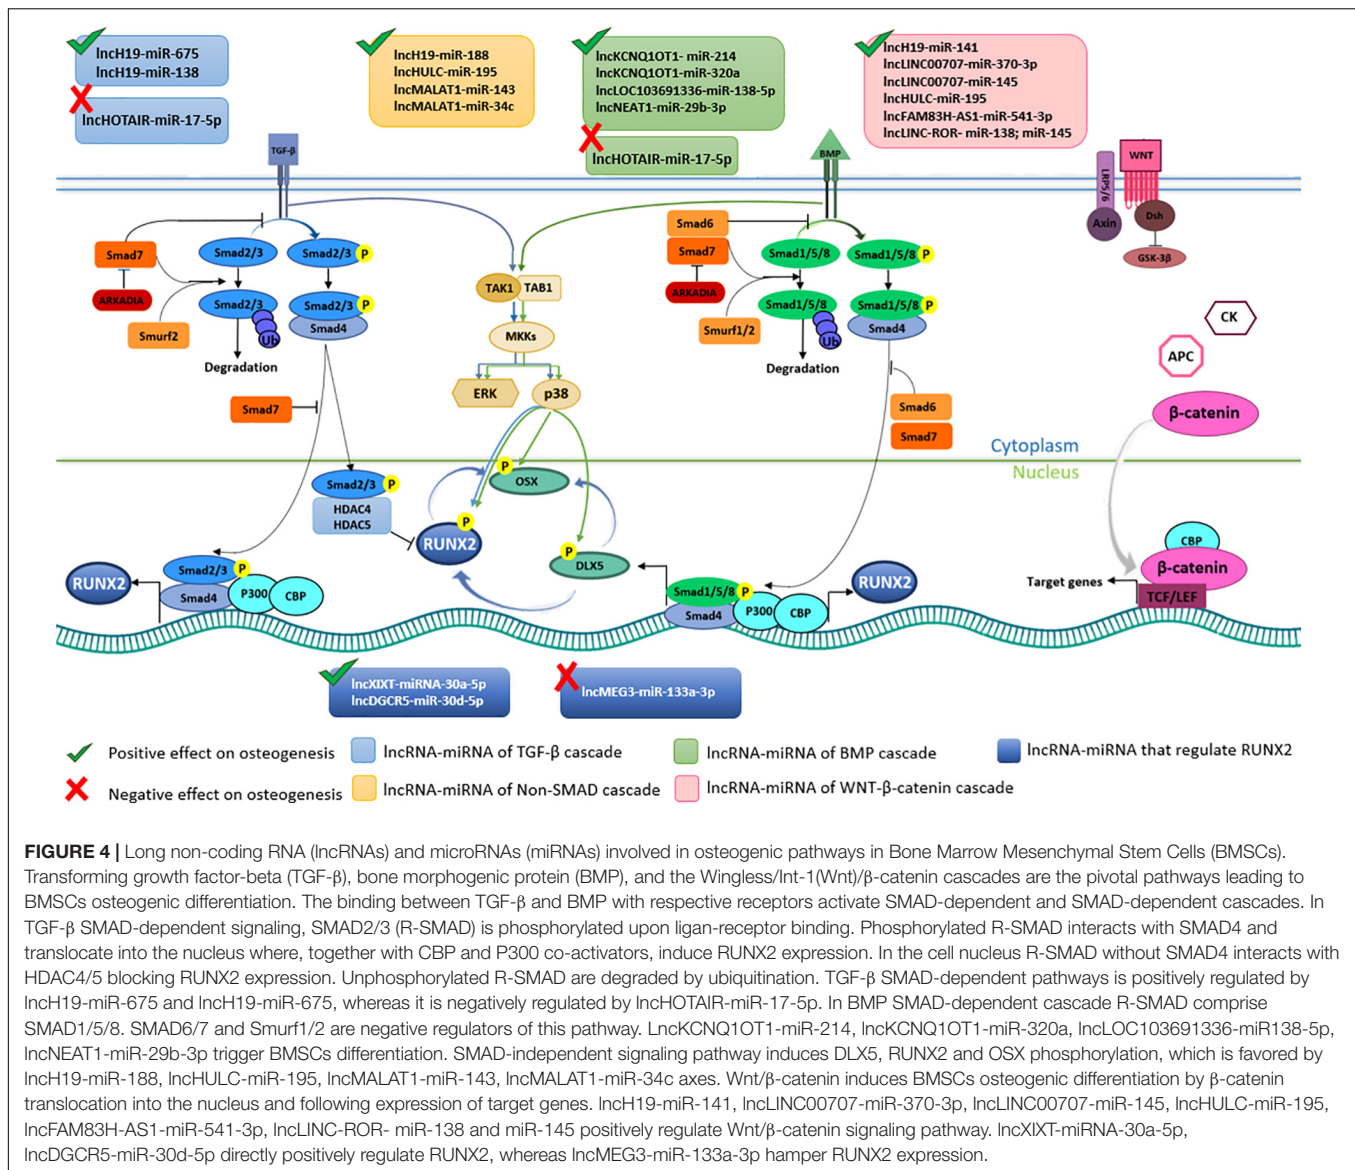 lncH19-miR-675
lncH19-miR-138
lncHOTAIR-miR-17-5p
lncH19-miR-188
lncHULC-miR-195
lncMALAT1-miR-143
lncMALAT1-miR-34c
lncKCNQ1OT1- miR-214
lncKCNQ1OT1-miR-320a
lncLOC103691336-miR-138-5p
lncNEAT1-miR-29b-3p
lncHOTAIR-miR-17-5p
lncH19-miR-141
lncLINC00707-miR-370-3p
lncLINC00707-miR-145
lncHULC-miR-195
lncFAM83H-AS1-miR-541-3p
lncLINC-ROR- miR-138; miR-145
TGF-β
BMP
LRP5/6
WNT
Axin
Dsh
GSK-3β
Smad7
Smad2/3
Smad2/3 P
ARKADIA
Smad2/3
Smad2/3 P
Smad4
Smurf2
Ub
Degradation
Smad7
TAK1
TAB1
MKKs
ERK
p38
Smad6
Smad7
Smad1/5/8
Smad1/5/8 P
ARKADIA
Smad1/5/8
Smad1/5/8 P
Smad4
Smurf1/2
Ub
Degradation
Smad6
Smad7
CK
APC
β-catenin
Cytoplasm
Nucleus
Smad2/3 P
HDAC4
HDAC5
P
OSX
P
RUNX2
P
DLX5
RUNX2
Smad2/3 P
Smad4
P300
CBP
Smad1/5/8 P
Smad4
P300
CBP
RUNX2
CBP
β-catenin
Target genes
TCF/LEF
lncXIXT-miRNA-30a-5p
lncDGCR5-miR-30d-5p
lncMEG3-miR-133a-3p
Positive effect on osteogenesis
lncRNA-miRNA of TGF-β cascade
lncRNA-miRNA of BMP cascade
lncRNA-miRNA that regulate RUNX2
Negative effect on osteogenesis
lncRNA-miRNA of Non-SMAD cascade
lncRNA-miRNA of WNT-β-catenin cascade
FIGURE 4 | Long non-coding RNA (lncRNAs) and microRNAs (miRNAs) involved in osteogenic pathways in Bone Marrow Mesenchymal Stem Cells (BMSCs).
Transforming growth factor-beta (TGF-β), bone morphogenic protein (BMP), and the Wingless/Int-1(Wnt)/β-catenin cascades are the pivotal pathways leading to
BMSCs osteogenic differentiation. The binding between TGF-β and BMP with respective receptors activate SMAD-dependent and SMAD-dependent cascades. In
TGF-β SMAD-dependent signaling, SMAD2/3 (R-SMAD) is phosphorylated upon ligan-receptor binding. Phosphorylated R-SMAD interacts with SMAD4 and
translocate into the nucleus where, together with CBP and P300 co-activators, induce RUNX2 expression. In the cell nucleus R-SMAD without SMAD4 interacts with
HDAC4/5 blocking RUNX2 expression. Unphosphorylated R-SMAD are degraded by ubiquitination. TGF-β SMAD-dependent pathways is positively regulated by
lncH19-miR-675 and lncH19-miR-675, whereas it is negatively regulated by lncHOTAIR-miR-17-5p. In BMP SMAD-dependent cascade R-SMAD comprise
SMAD1/5/8. SMAD6/7 and Smurf1/2 are negative regulators of this pathway. LncKCNQ1OT1-miR-214, lncKCNQ1OT1-miR-320a, lncLOC103691336-miR138-5p,
lncNEAT1-miR-29b-3p trigger BMSCs differentiation. SMAD-independent signaling pathway induces DLX5, RUNX2 and OSX phosphorylation, which is favored by
lncH19-miR-188, lncHULC-miR-195, lncMALAT1-miR-143, lncMALAT1-miR-34c axes. Wnt/β-catenin induces BMSCs osteogenic differentiation by β-catenin
translocation into the nucleus and following expression of target genes. lncH19-miR-141, lncLINC00707-miR-370-3p, lncLINC00707-miR-145, lncHULC-miR-195,
lncFAM83H-AS1-miR-541-3p, lncLINC-ROR- miR-138 and miR-145 positively regulate Wnt/β-catenin signaling pathway. lncXIXT-miRNA-30a-5p,
lncDGCR5-miR-30d-5p directly positively regulate RUNX2, whereas lncMEG3-miR-133a-3p hamper RUNX2 expression.